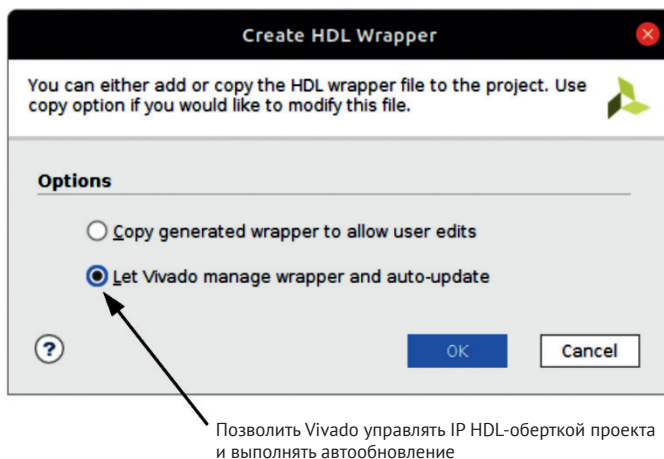 Create HDL Wrapper
You can either add or copy the HDL wrapper file to the project. Use
copy option if you would like to modify this file.
Options
Copy generated wrapper to allow user edits
Let Vivado manage wrapper and auto-update
?
OK
Cancel
Позволить Vivado управлять IP HDL-оберткой проекта
и выполнять автообновление